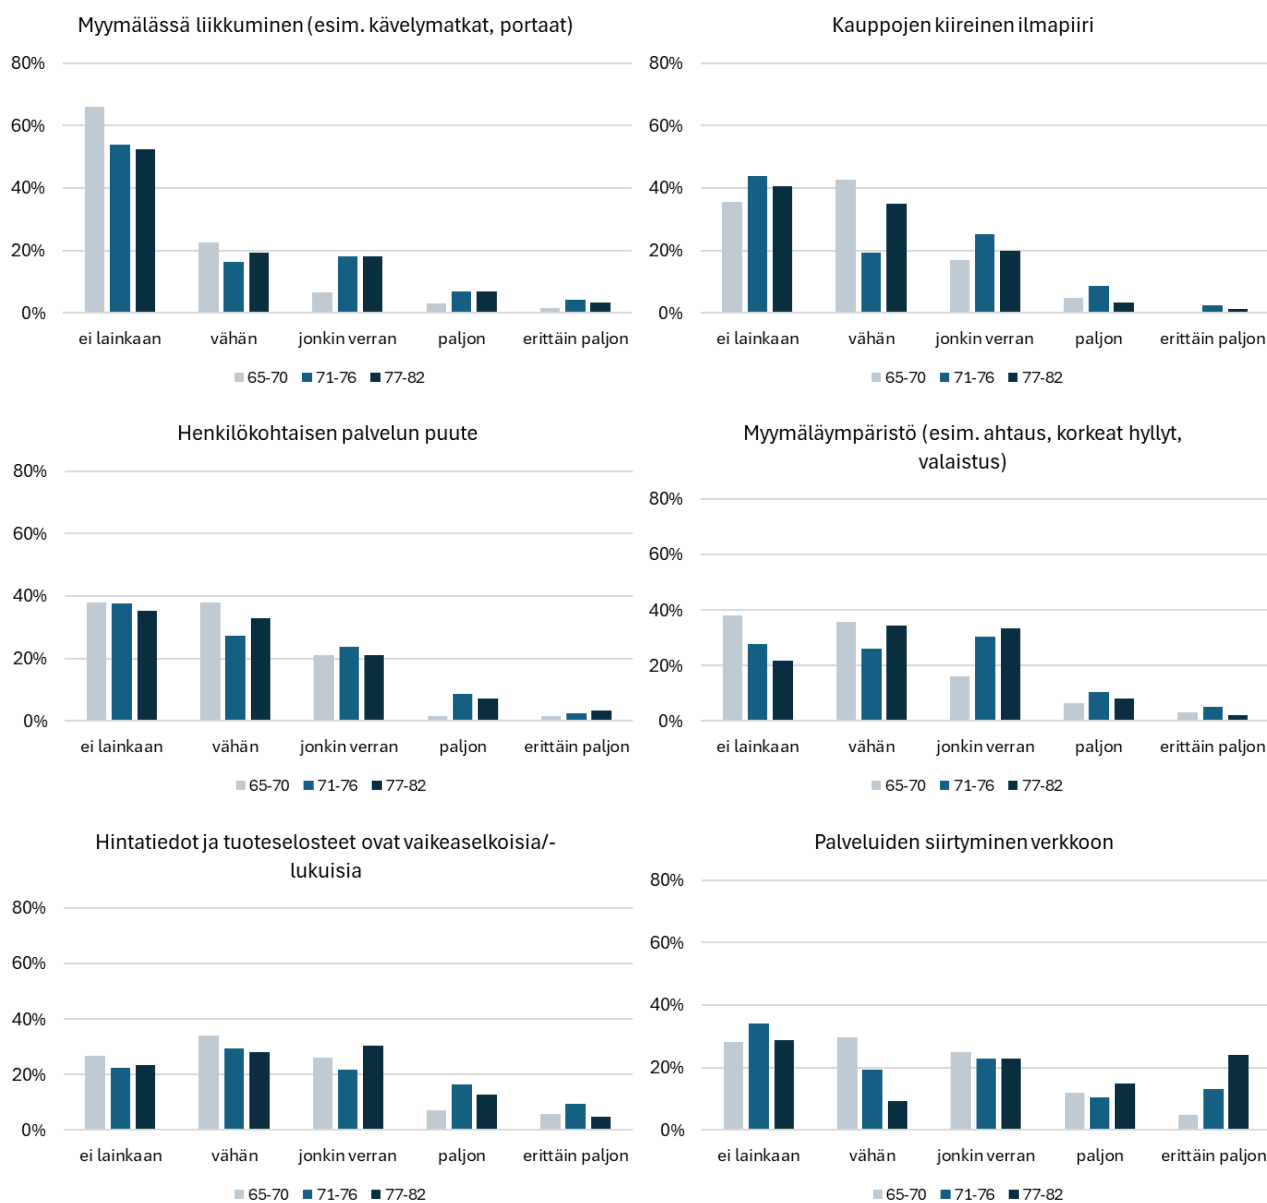 Myymälässä liikkuminen (esim. kävelymatkat, portaat)
80%
60%
40%
20%
0%
ei lainkaan vähän jonkin verran paljon erittäin paljon
65-70 71-76 77-82
Kauppojen kiireinen ilmapiiri
80%
60%
40%
20%
0%
ei lainkaan vähän jonkin verran paljon erittäin paljon
65-70 71-76 77-82
Henkilökohtaisen palvelun puute
80%
60%
40%
20%
0%
ei lainkaan vähän jonkin verran paljon erittäin paljon
65-70 71-76 77-82
Myymäläympäristö (esim. ahtaus, korkeat hyllyt,
valaistus)
80%
60%
40%
20%
0%
ei lainkaan vähän jonkin verran paljon erittäin paljon
65-70 71-76 77-82
Hintatiedot ja tuoteselosteet ovat vaikeaselkoisia/-
lukuisia
80%
60%
40%
20%
0%
ei lainkaan vähän jonkin verran paljon erittäin paljon
65-70 71-76 77-82
Palveluiden siirtyminen verkkoon
80%
60%
40%
20%
0%
ei lainkaan vähän jonkin verran paljon erittäin paljon
65-70 71-76 77-82